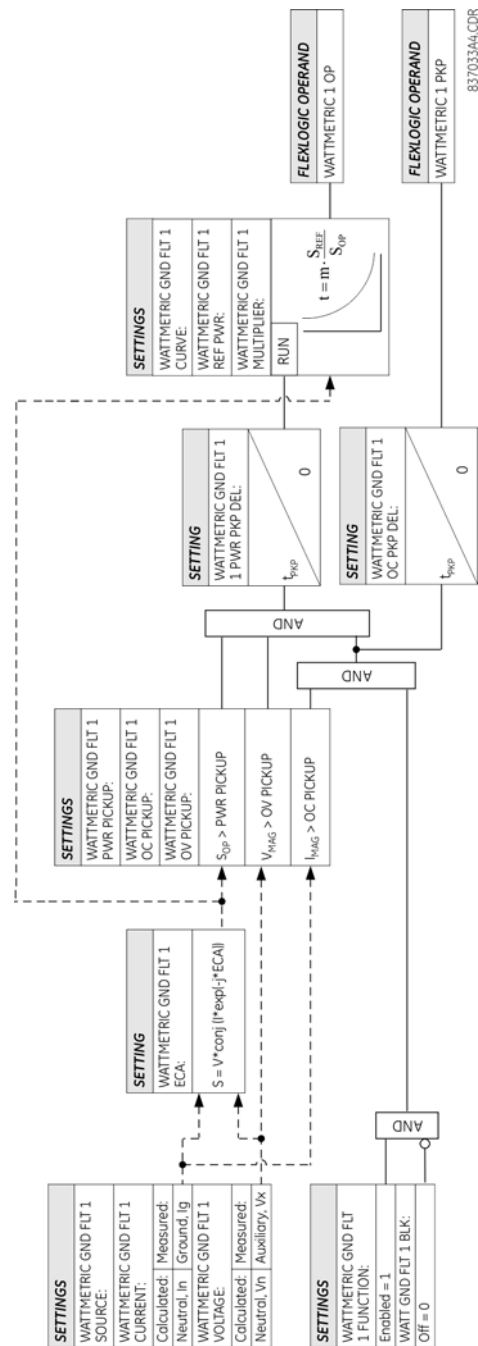 SETTINGS
WATTMETRIC GND FLT 1
SOURCE:
WATTMETRIC GND FLT 1
CURRENT:
Calculated: Measured:
Neutral, In Ground, Ig
WATTMETRIC GND FLT 1
VOLTAGE:
Calculated: Measured:
Neutral, Vn Auxiliary, Vx
SETTINGS
WATTMETRIC GND FLT
1 FUNCTION:
Enabled = 1
WATT GND FLT 1 BLK:
Off = 0
AND
SETTING
WATTMETRIC GND FLT 1
ECA:
S = V*conj (I*exp(-j*ECA))
SETTINGS
WATTMETRIC GND FLT 1
PWR PICKUP:
WATTMETRIC GND FLT 1
OC PICKUP:
WATTMETRIC GND FLT 1
OV PICKUP:
SOP > PWR PICKUP
VMAG > OV PICKUP
IMAG > OC PICKUP
AND
AND
SETTING
WATTMETRIC GND FLT 1
1 PWR PKP DEL:
tPKP 0
SETTING
WATTMETRIC GND FLT 1
OC PKP DEL:
tPKP 0
SETTINGS
WATTMETRIC GND FLT 1
CURVE:
WATTMETRIC GND FLT 1
REF PWR:
WATTMETRIC GND FLT 1
MULTIPLIER:
RUN
t = m · SREF / SOP
FLEXLOGIC OPERAND
WATTMETRIC 1 OP
FLEXLOGIC OPERAND
WATTMETRIC 1 PKP
837033A4.CDR